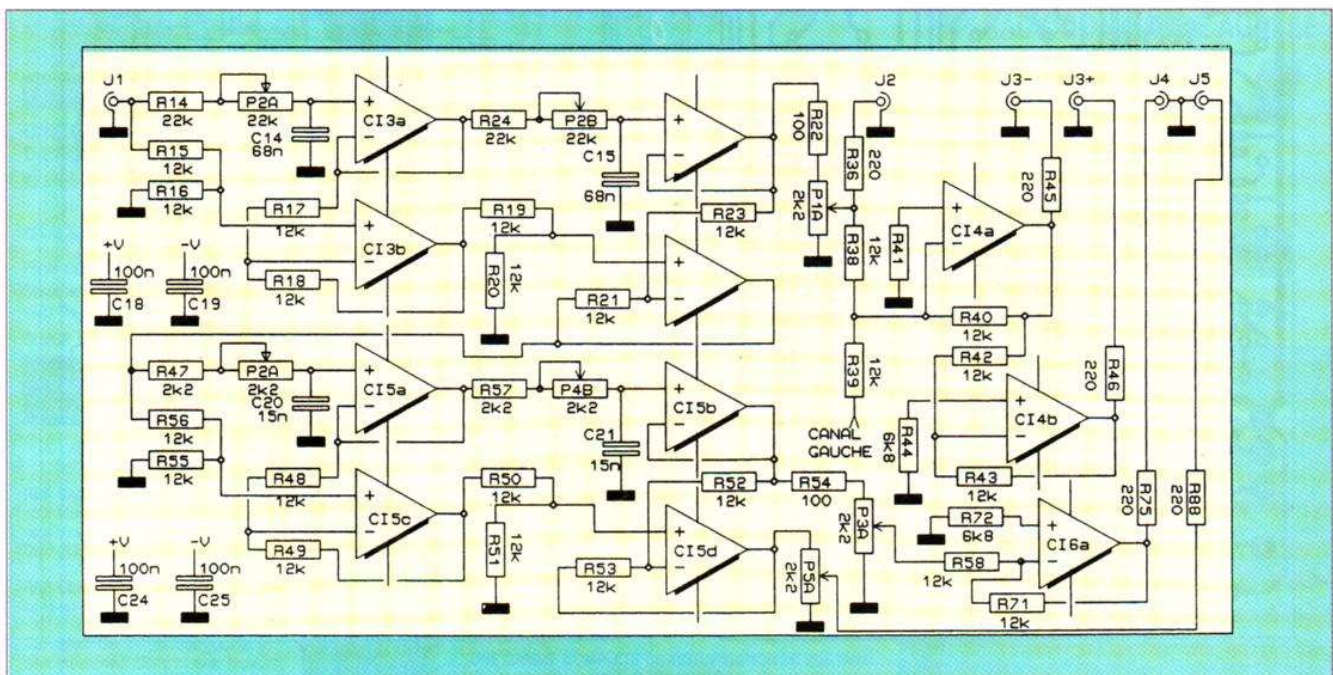 J1
R14
22k
P2A
22k
C14
68n
CI3a
R15
12k
R16
12k
R17
12k
CI3b
R18
12k
+V
100n
C18
-V
100n
C19
R24
22k
P2B
22k
C15
68n
R19
12k
R20
12k
R21
12k
R23
12k
R22
100
P1A
2k2
J2
R36
220
R38
12k
R39
12k
CANAL
GAUCHE
J3-
J3+
J4
J5
R41
CI4a
R45
220
R40
12k
R42
12k
R44
6k8
CI4b
R43
12k
R46
220
R47
2k2
P2A
2k2
C20
15n
CI5a
R56
12k
R55
12k
R48
12k
CI5c
R49
12k
+V
100n
C24
-V
100n
C25
R57
2k2
P4B
2k2
C21
15n
CI5b
R50
12k
R51
12k
R52
12k
R53
12k
CI5d
R54
100
P3A
2k2
P5A
2k2
R72
6k8
R58
12k
CI6a
R71
12k
R75
220
R88
220